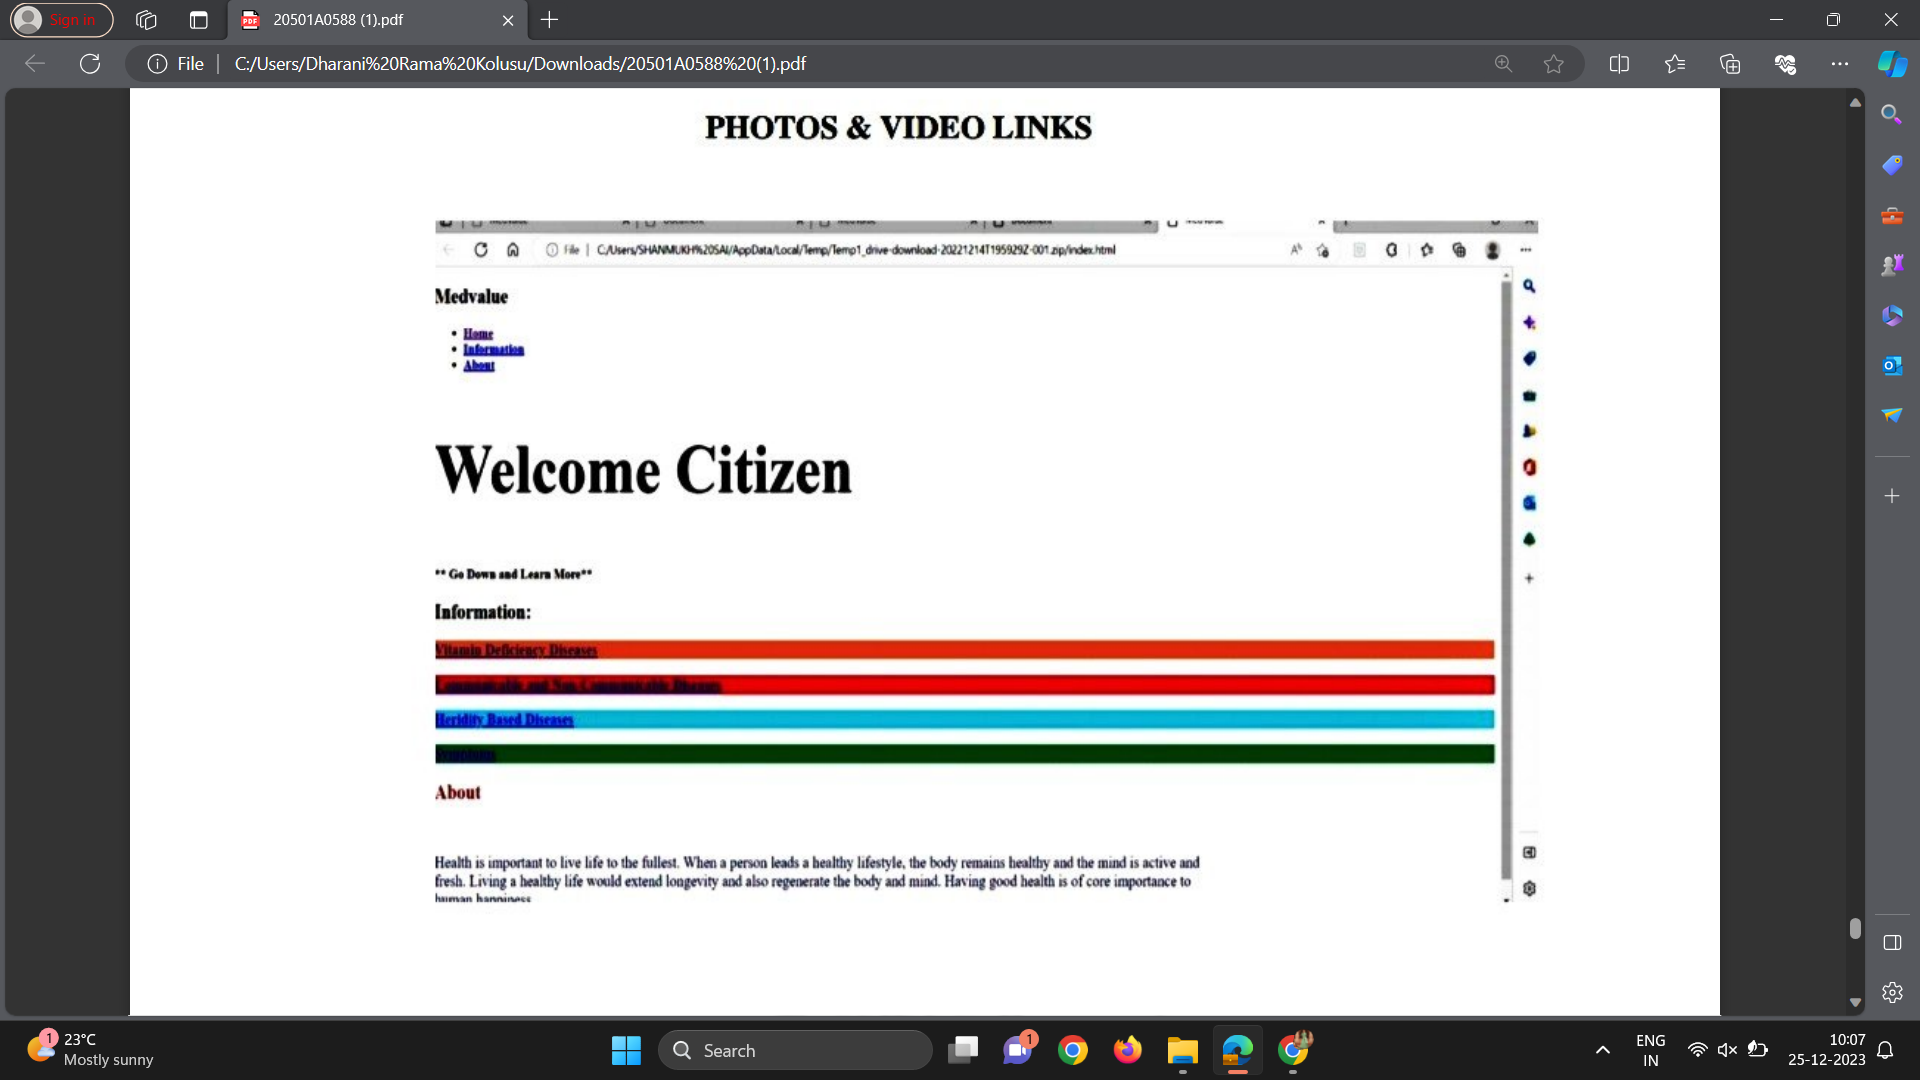 Sign in
20501A0588 (1).pdf
File
C:/Users/Dharani%20Rama%20Kolusu/Downloads/20501A0588%20(1).pdf
PHOTOS & VIDEO LINKS
File
C:/Users/SHANMUKH%20SAI/AppData/Local/Temp/Temp1_drive-download-20221214T195929Z-001.zip/index.html
Medvalue
Home
Information
About
Welcome Citizen
** Go Down and Learn More**
Information:
Vitamin Deficiency Diseases
Communicable and Non-Communicable Diseases
Heridity Based Diseases
Symptoms
About
Health is important to live life to the fullest. When a person leads a healthy lifestyle, the body remains healthy and the mind is active and
fresh. Living a healthy life would extend longevity and also regenerate the body and mind. Having good health is of core importance to
human happiness
1
23°C
Mostly sunny
Search
1
ENG
IN
10:07
25-12-2023